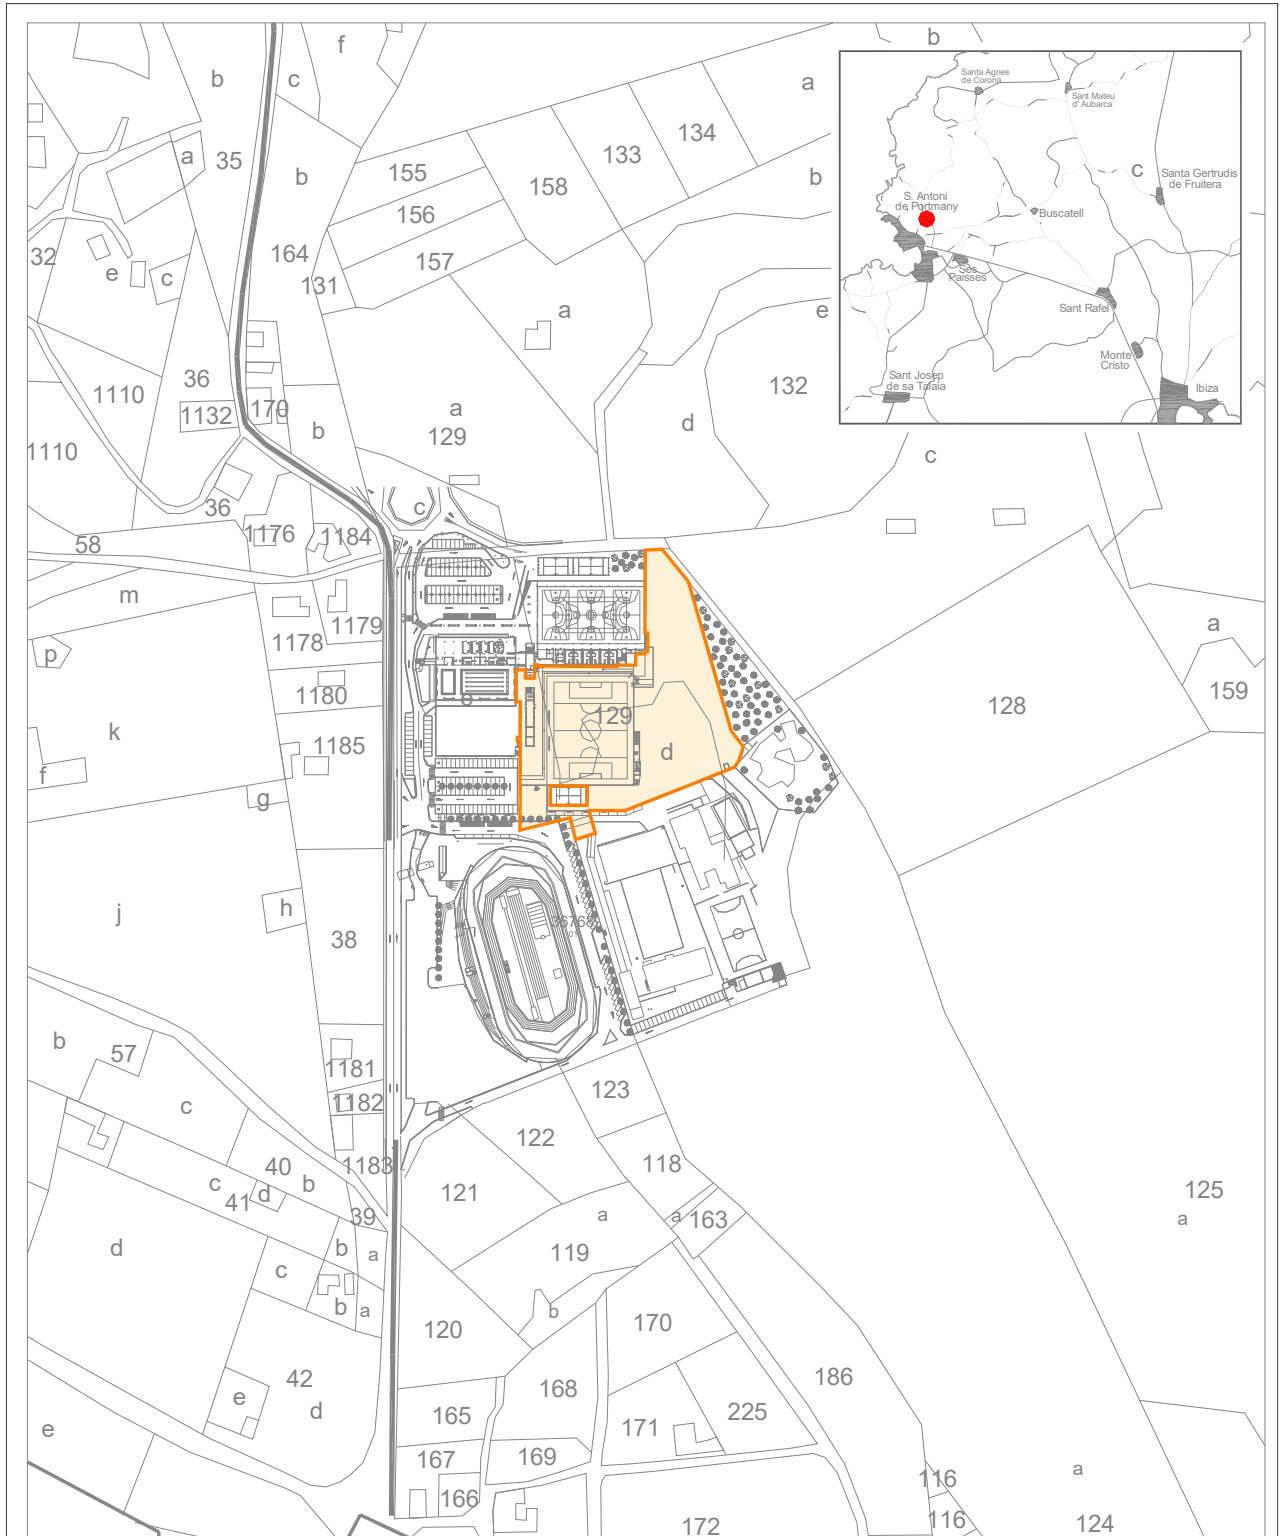 b
f
b
c
a
134
133
a
35
155
b
158
b
156
164
157
32
e
c
131
a
e
36
132
1110
1132
170
a
b
129
d
1110
c
36
c
1176
1184
58
m
1178
1179
a
p
1180
e
159
128
129
k
1185
d
f
g
j
h
38
b
57
1181
123
c
1182
122
40
1183
118
c
d
b
121
125
41
39
a
a
163
a
d
b
a
119
c
b
a
b
120
170
42
168
186
e
d
165
225
171
e
167
169
a
116
166
116
172
124
Santa Agnes
de Corona
Sant Mateu
d' Aubarca
c
Santa Gertrudis
de Fruitera
S. Antoni
de Portmany
Buscatell
Ses
Paisses
Sant Rafel
Monte
Cristo
Sant Josep
de sa Talaia
Ibiza